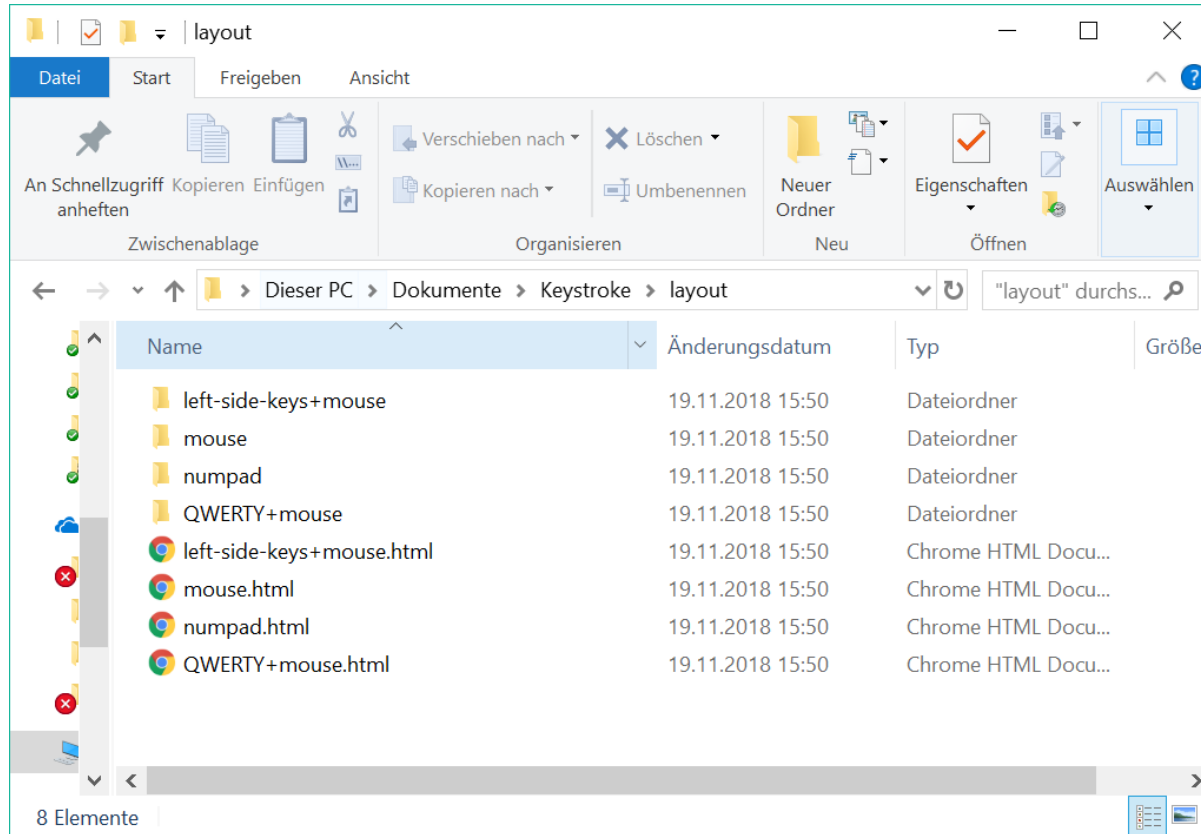 layout
Datei Start Freigeben Ansicht ?
An Schnellzugriff anheften Kopieren Einfügen
Verschieben nach
Kopieren nach
Löschen
Umbenennen
Neuer Ordner
Eigenschaften
Auswählen
Zwischenablage Organisieren Neu Öffnen
Dieser PC > Dokumente > Keystroke > layout "layout" durchs...
Name Änderungsdatum Typ Größe
left-side-keys+mouse 19.11.2018 15:50 Dateiordner
mouse 19.11.2018 15:50 Dateiordner
numpad 19.11.2018 15:50 Dateiordner
QWERTY+mouse 19.11.2018 15:50 Dateiordner
left-side-keys+mouse.html 19.11.2018 15:50 Chrome HTML Docu...
mouse.html 19.11.2018 15:50 Chrome HTML Docu...
numpad.html 19.11.2018 15:50 Chrome HTML Docu...
QWERTY+mouse.html 19.11.2018 15:50 Chrome HTML Docu...
8 Elemente